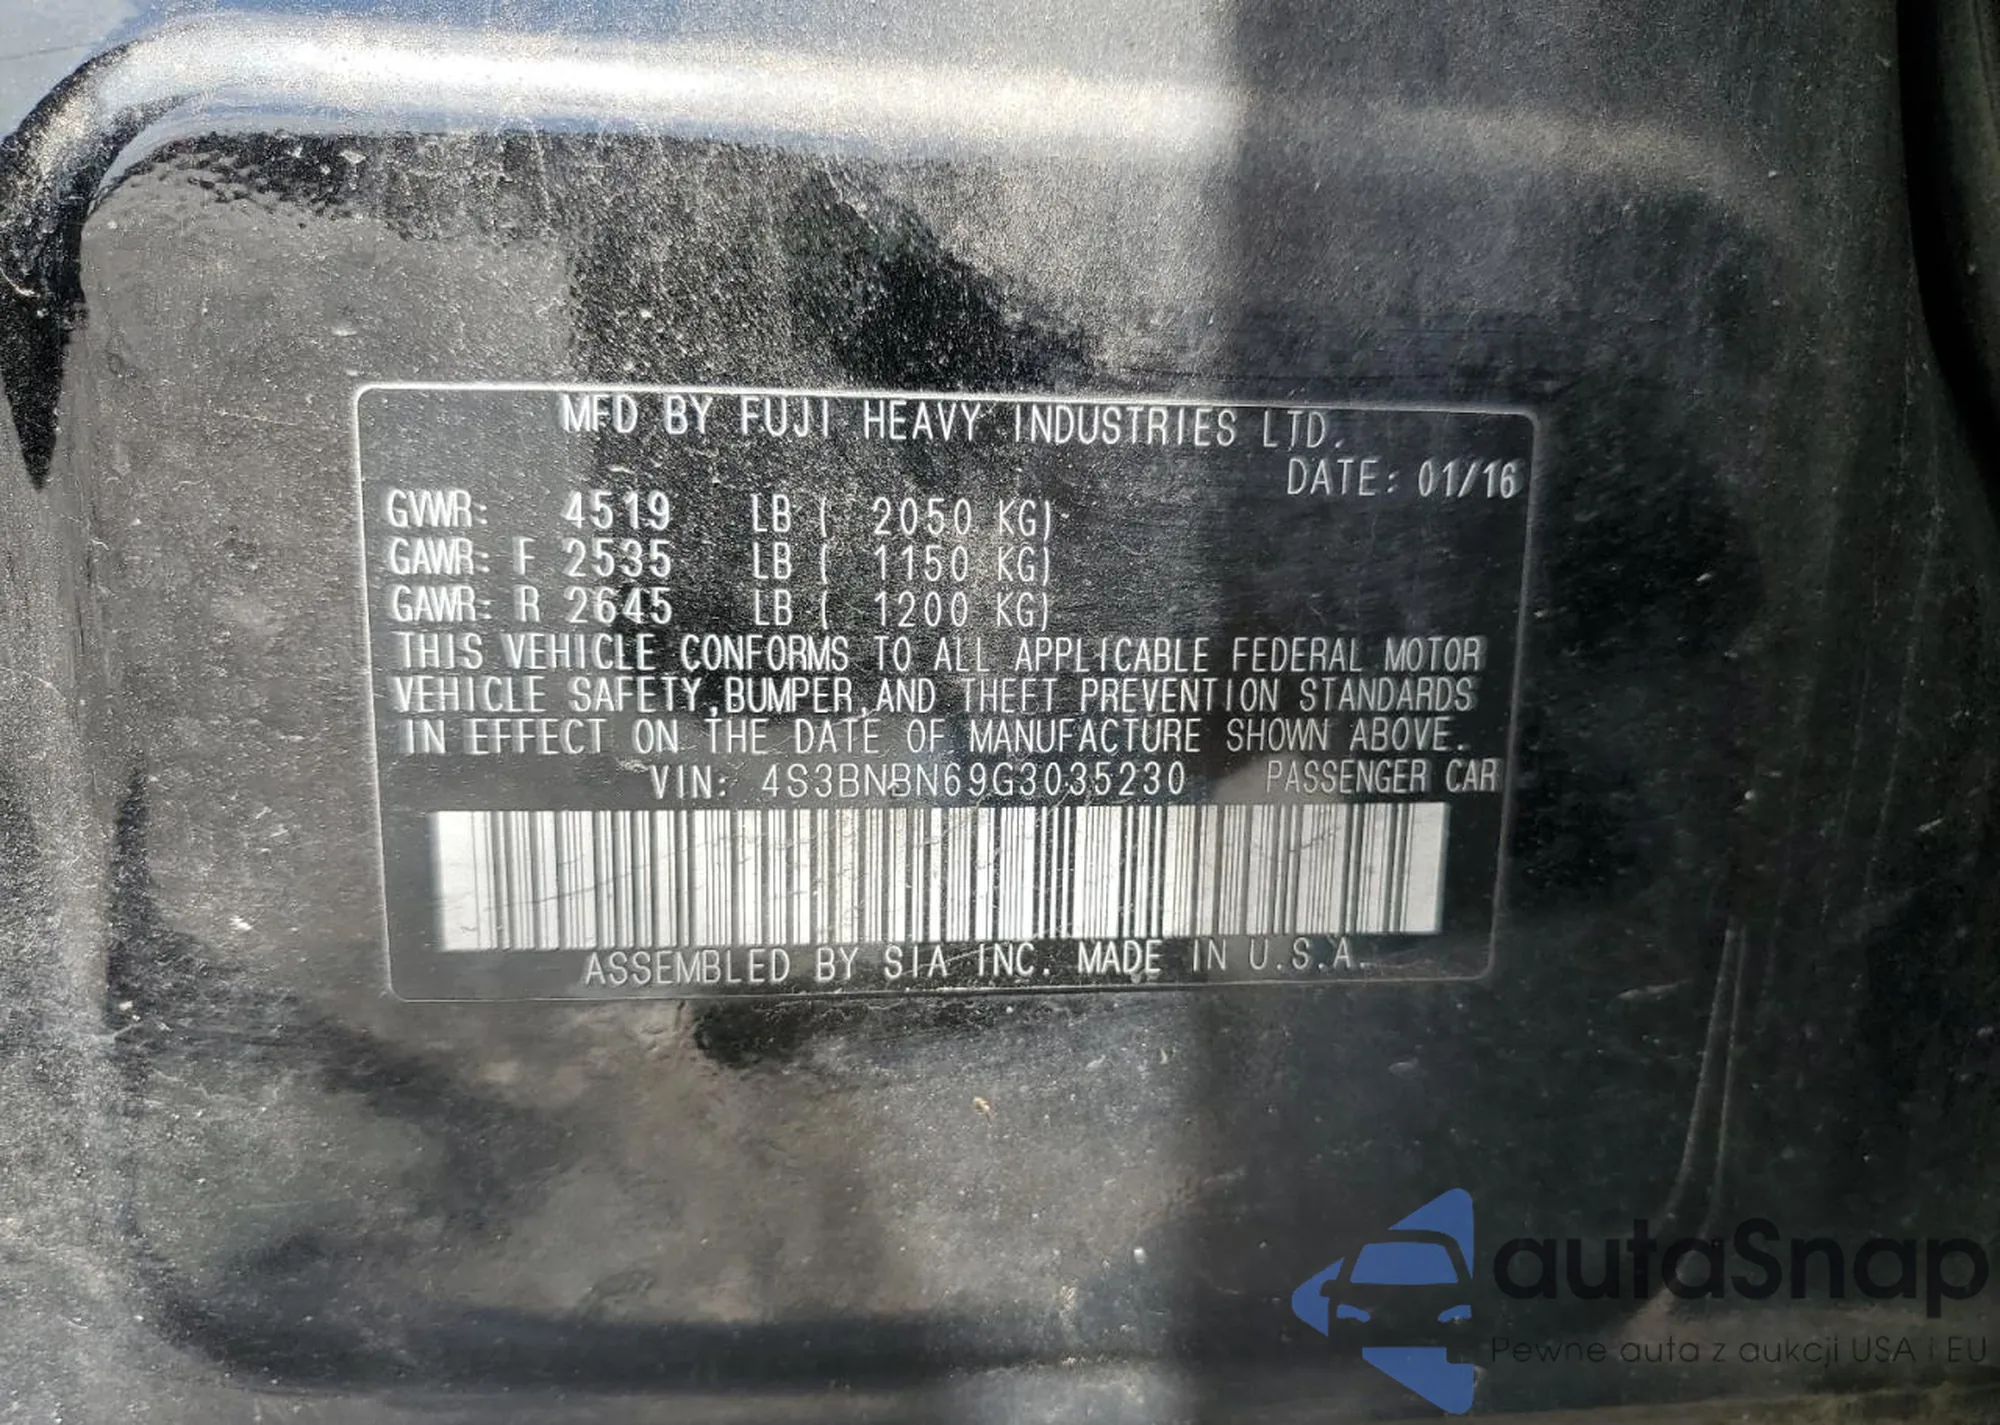 MFD BY FUJI HEAVY INDUSTRIES LTD.
DATE: 01/16
GVWR: 4519 LB ( 2050 KG)
GAWR: F 2535 LB ( 1150 KG)
GAWR: R 2645 LB ( 1200 KG)
THIS VEHICLE CONFORMS TO ALL APPLICABLE FEDERAL MOTOR
VEHICLE SAFETY,BUMPER,AND THEFT PREVENTION STANDARDS
IN EFFECT ON THE DATE OF MANUFACTURE SHOWN ABOVE.
VIN: 4S3BNBN69G3035230 PASSENGER CAR
ASSEMBLED BY SIA INC. MADE IN U.S.A.
autaSnap
Pewne auta z aukcji USA i EU